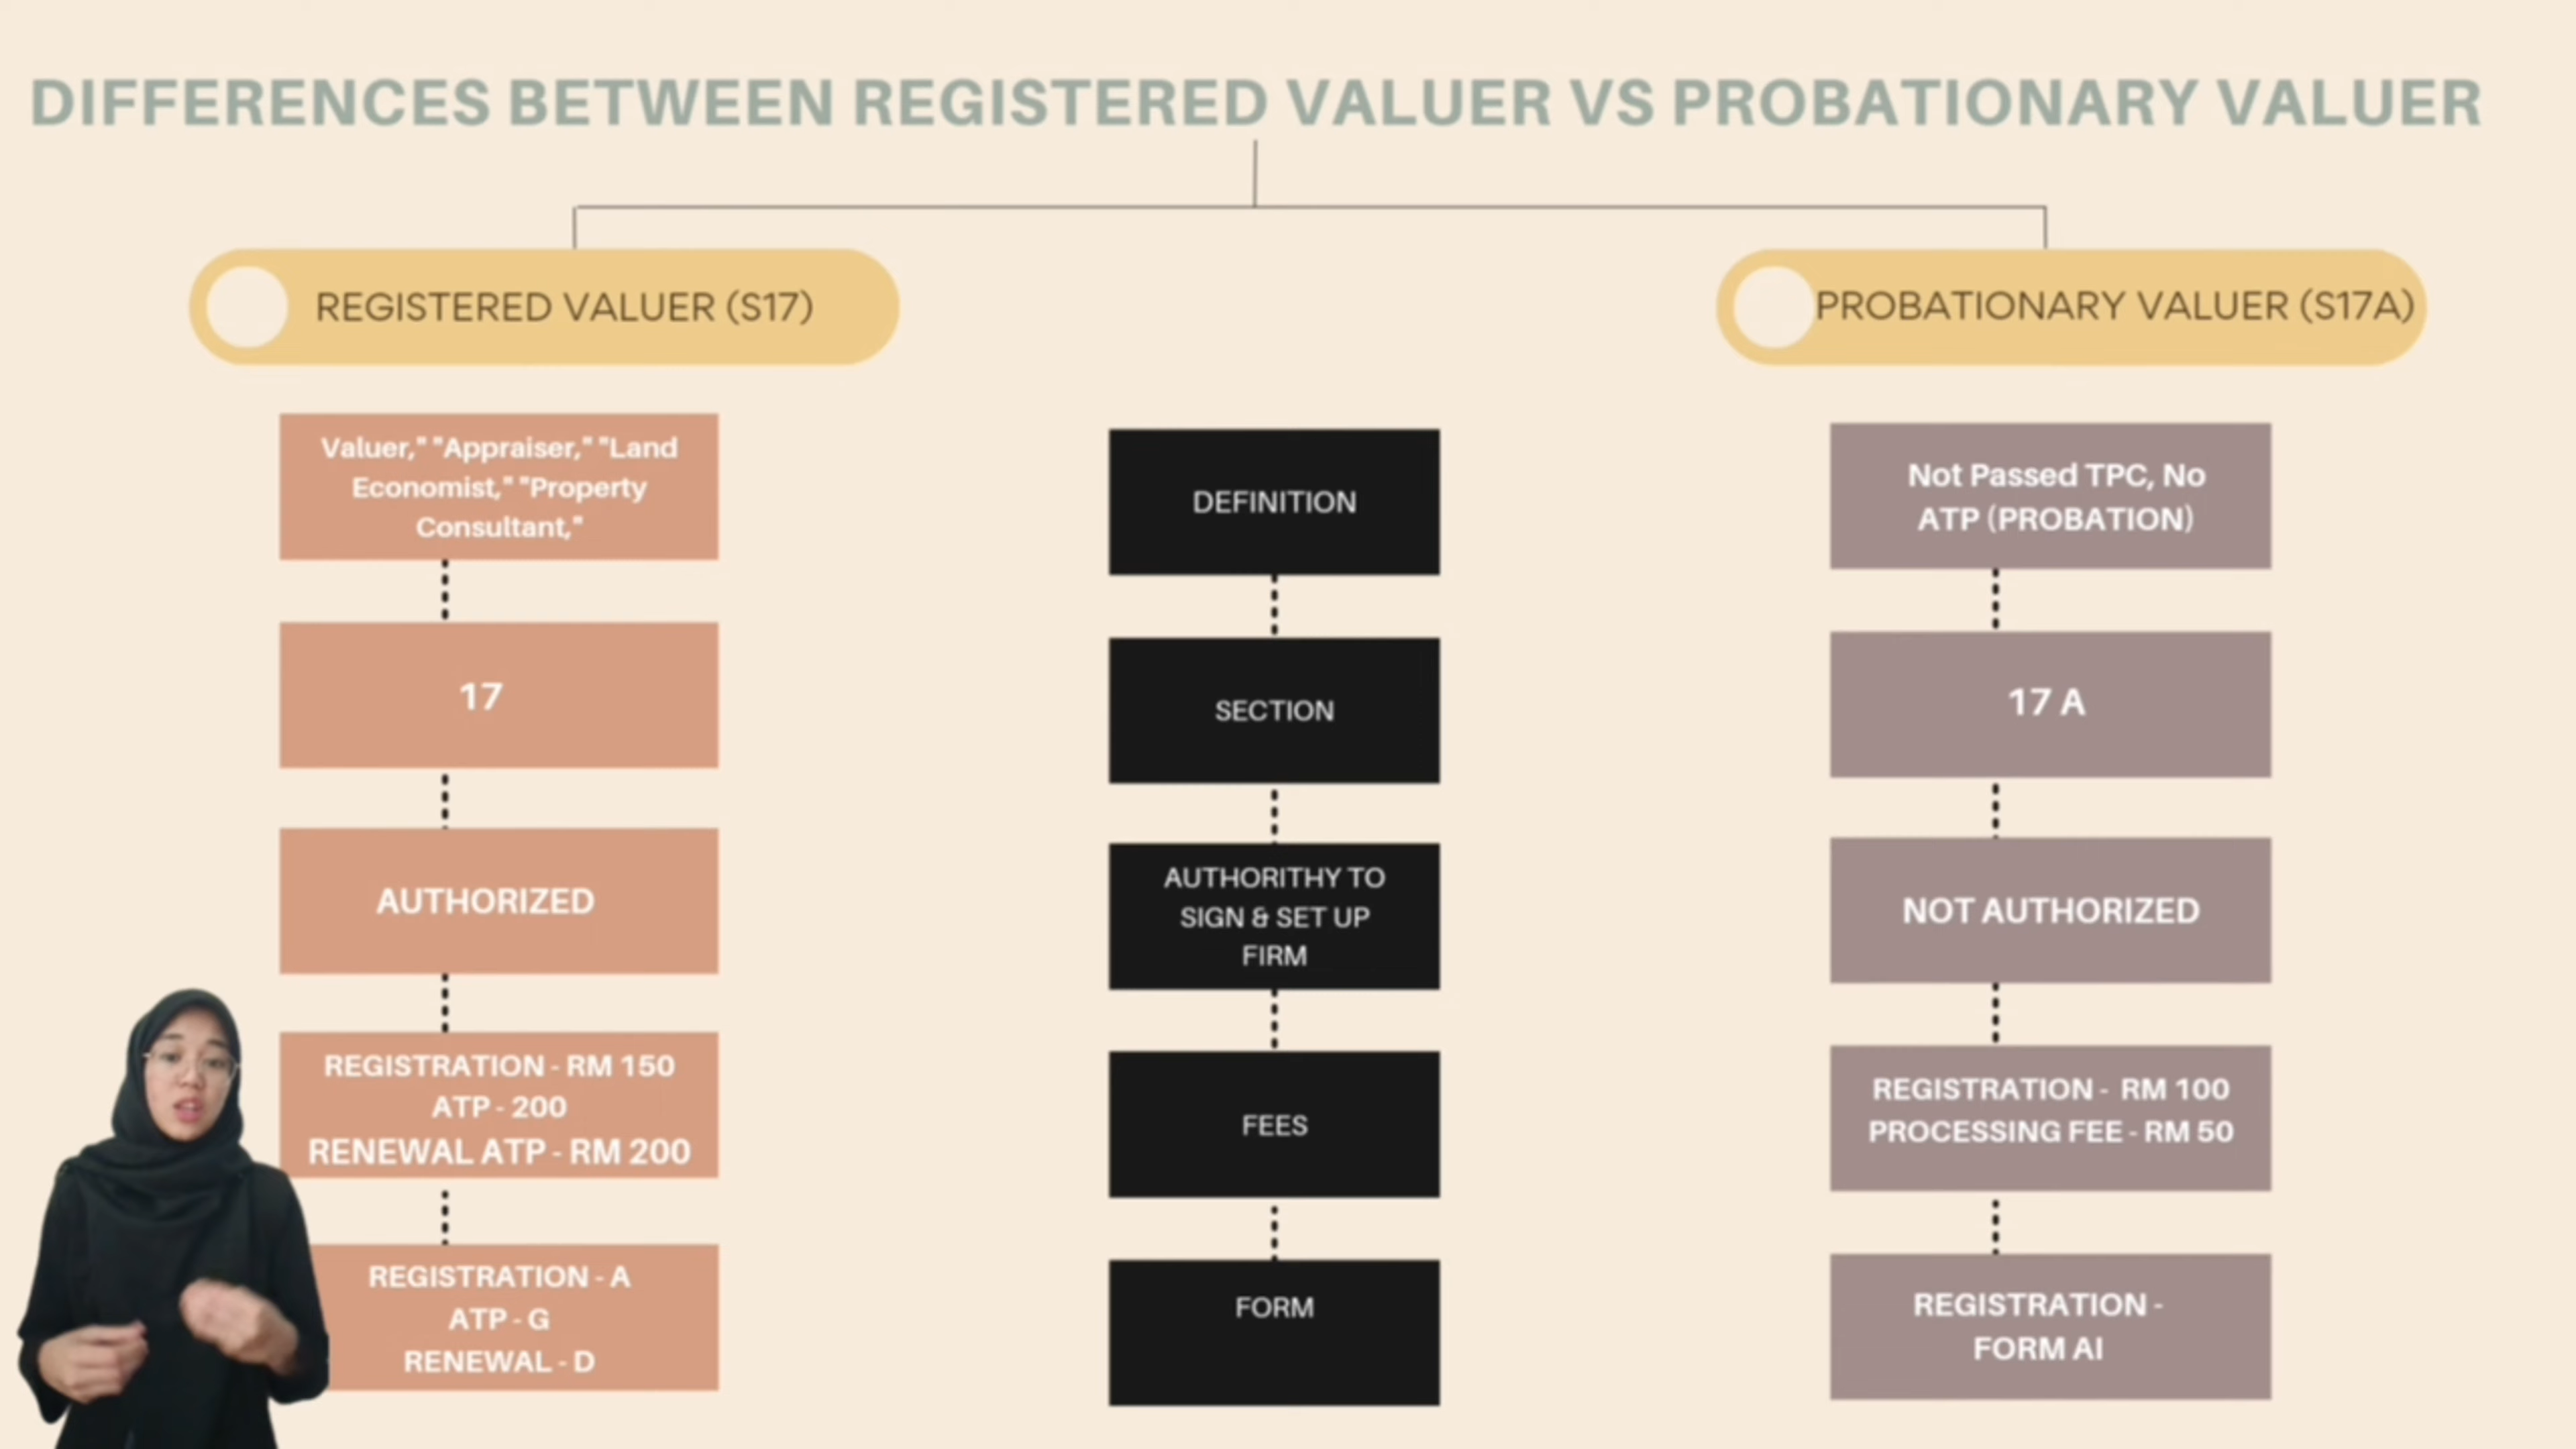 DIFFERENCES BETWEEN REGISTERED VALUER VS PROBATIONARY VALUER
REGISTERED VALUER (S17)
PROBATIONARY VALUER (S17A)
Valuer," "Appraiser," "Land
Economist," "Property
Consultant,"
DEFINITION
Not Passed TPC, No
ATP (PROBATION)
17
SECTION
17 A
AUTHORIZED
AUTHORITHY TO
SIGN & SET UP
FIRM
NOT AUTHORIZED
REGISTRATION - RM 150
ATP - 200
RENEWAL ATP - RM 200
FEES
REGISTRATION - RM 100
PROCESSING FEE - RM 50
REGISTRATION - A
ATP - G
RENEWAL - D
FORM
REGISTRATION -
FORM AI